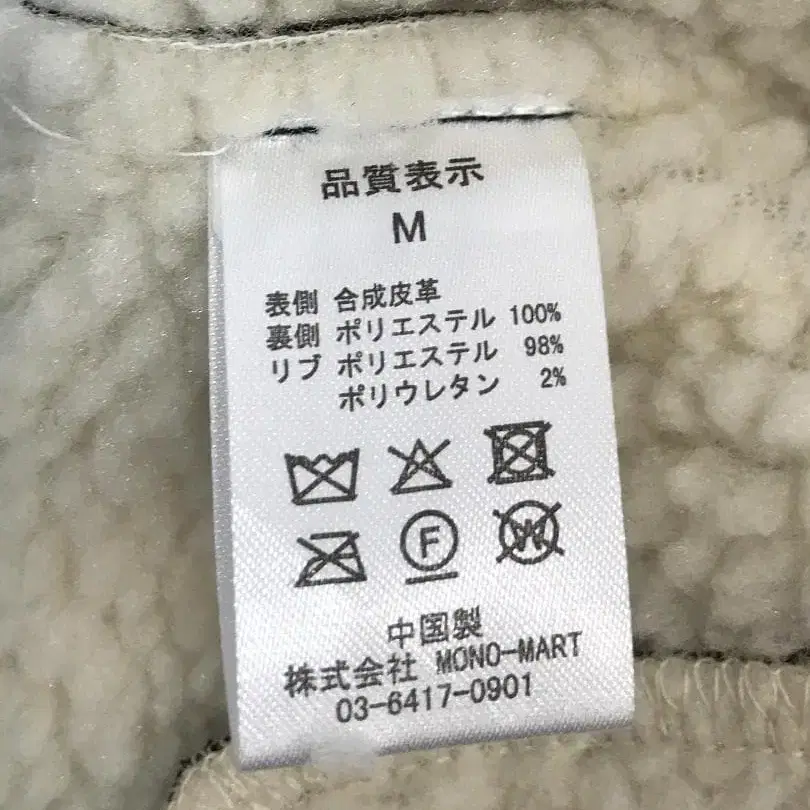 品質表示
M
表側 合成皮革
裏側 ポリエステル 100%
リブ ポリエステル 98%
ポリウレタン 2%
F
W
中国製
株式会社 MONO-MART
03-6417-0901